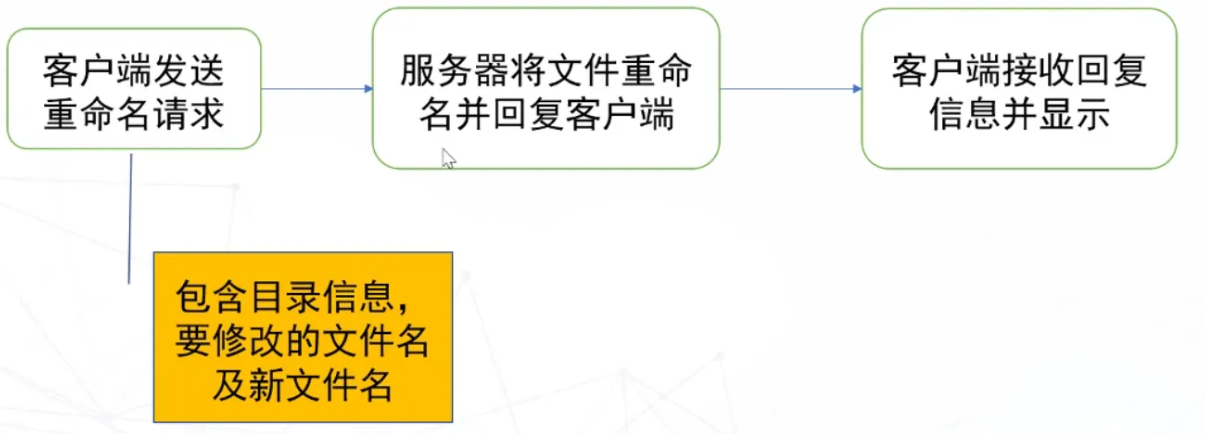 客户端发送
重命名请求
服务器将文件重命
名并回复客户端
客户端接收回复
信息并显示
包含目录信息，
要修改的文件名
及新文件名